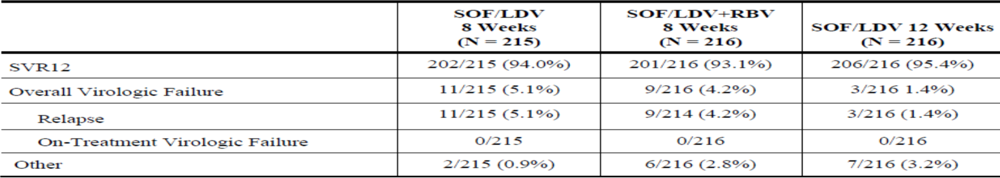 SOF/LDV 8 Weeks (N = 215) SOF/LDV+RBV 8 Weeks (N = 216) SOF/LDV 12 Weeks (N = 216)
SVR12 202/215 (94.0%) 201/216 (93.1%) 206/216 (95.4%)
Overall Virologic Failure 11/215 (5.1%) 9/216 (4.2%) 3/216 1.4%)
Relapse 11/215 (5.1%) 9/214 (4.2%) 3/216 (1.4%)
On-Treatment Virologic Failure 0/215 0/216 0/216
Other 2/215 (0.9%) 6/216 (2.8%) 7/216 (3.2%)